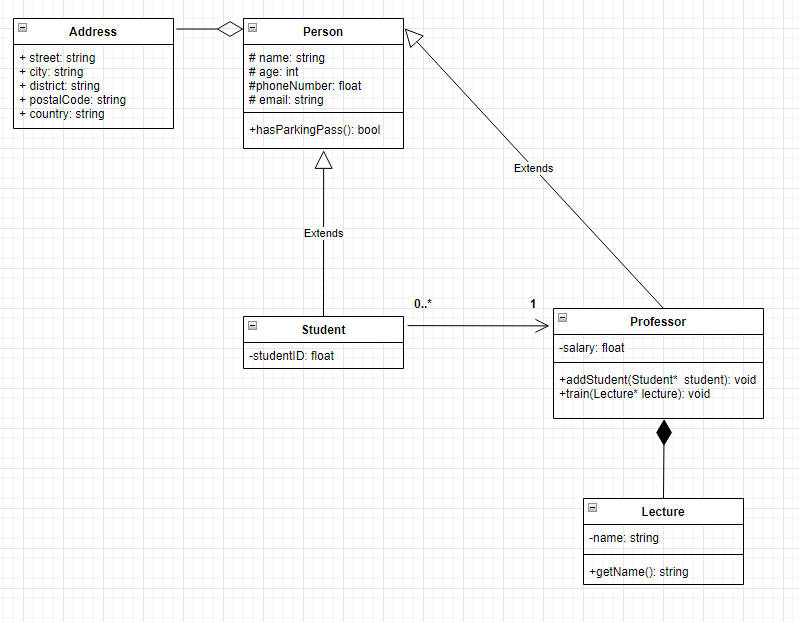 Address
+ street: string
+ city: string
+ district: string
+ postalCode: string
+ country: string
Person
# name: string
# age: int
#phoneNumber: float
# email: string
+hasParkingPass(): bool
Extends
Extends
0..*
1
Student
-studentID: float
Professor
-salary: float
+addStudent(Student* student): void
+train(Lecture* lecture): void
Lecture
-name: string
+getName(): string